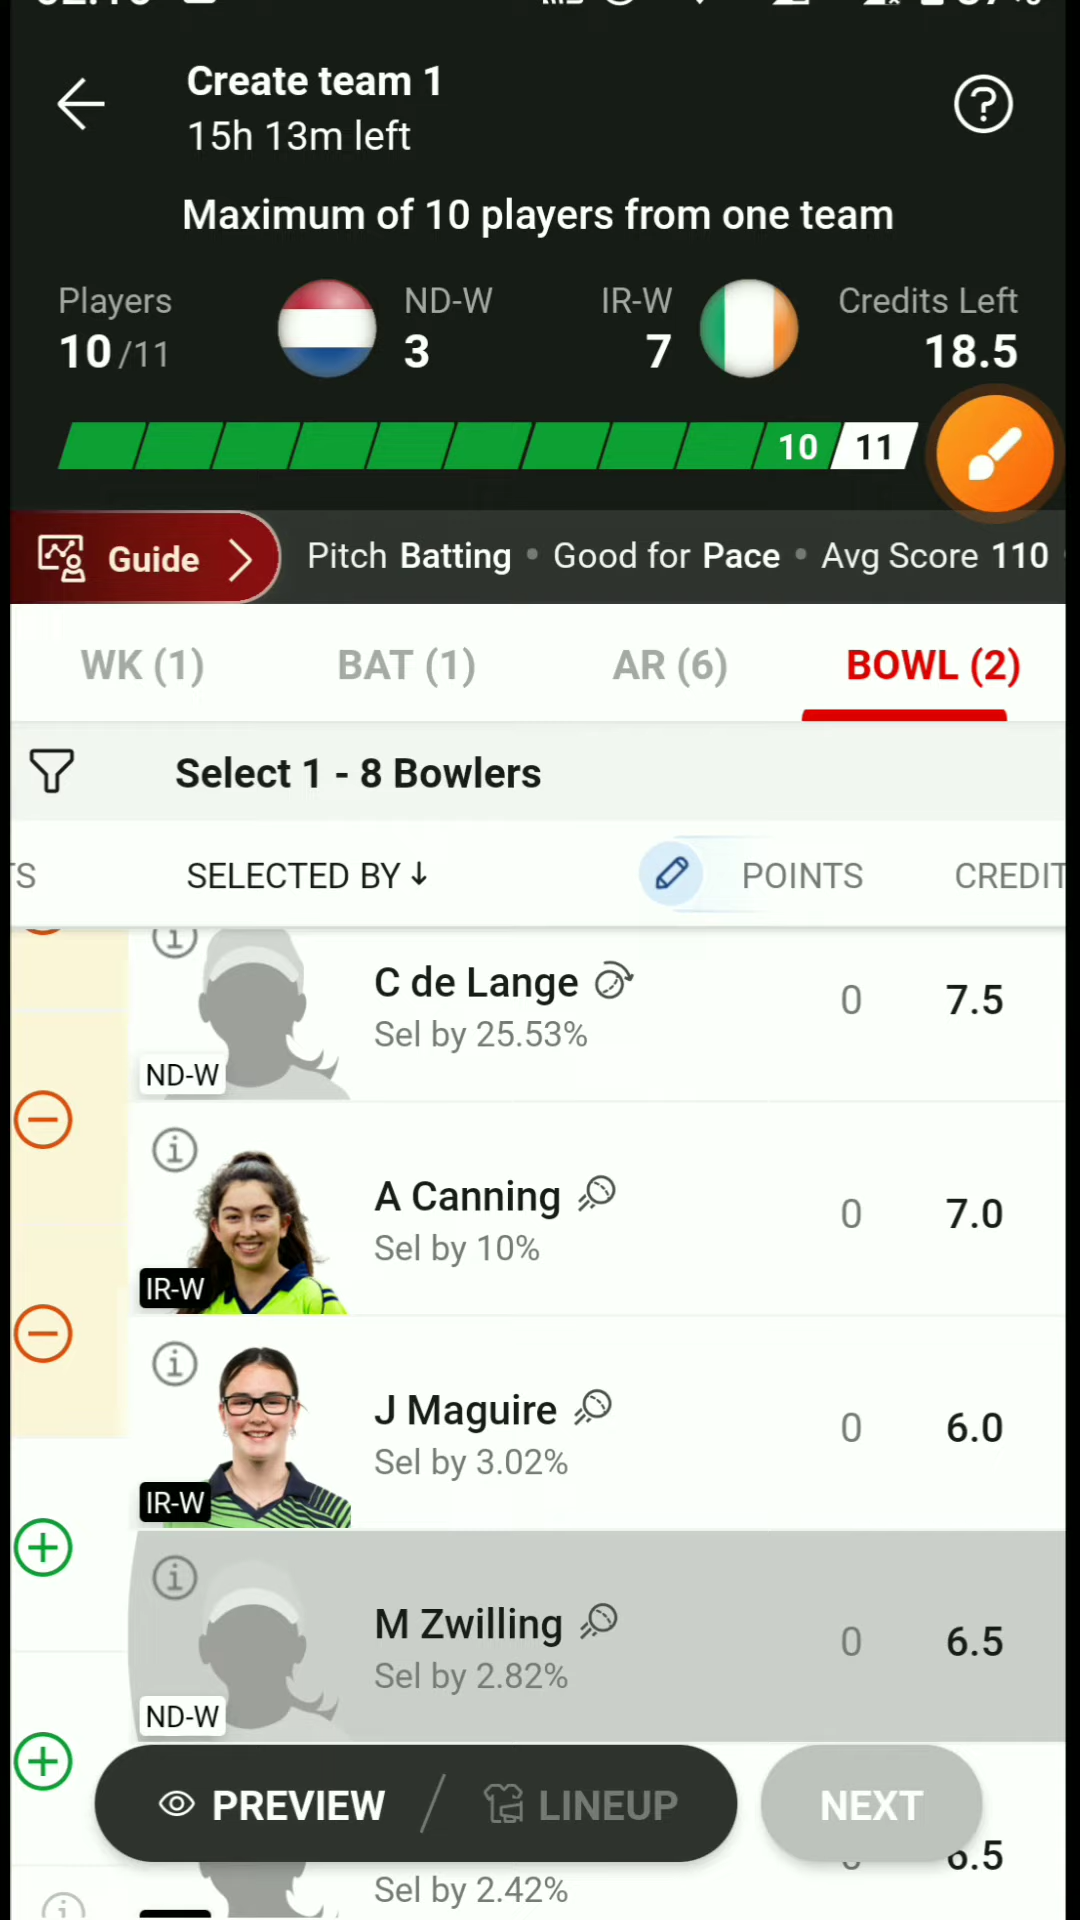 Create team 1
15h 13m left
Maximum of 10 players from one team
Players
10/11
ND-W
3
IR-W
7
Credits Left
18.5
10
11
Guide
Pitch Batting • Good for Pace • Avg Score 110
WK (1)
BAT (1)
AR (6)
BOWL (2)
Select 1 - 8 Bowlers
SELECTED BY ↓
POINTS
CREDIT
C de Lange
Sel by 25.53%
ND-W
0
7.5
A Canning
Sel by 10%
IR-W
0
7.0
J Maguire
Sel by 3.02%
IR-W
0
6.0
M Zwilling
Sel by 2.82%
ND-W
0
6.5
PREVIEW / LINEUP
NEXT
6.5
Sel by 2.42%